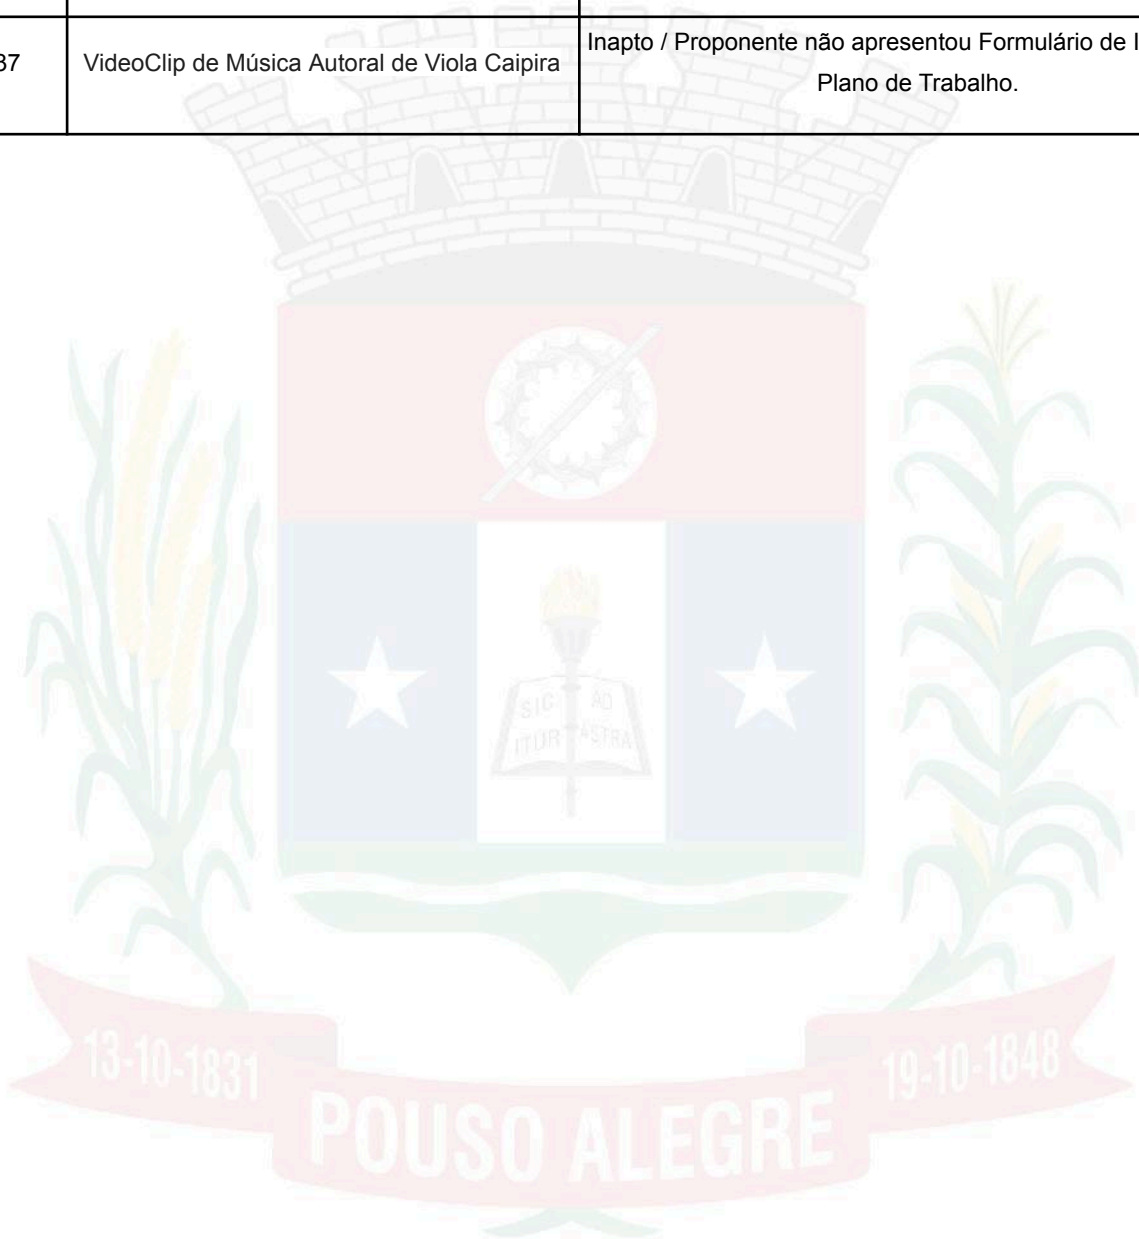 37
VideoClip de Música Autoral de Viola Caipira
Inapto / Proponente não apresentou Formulário de
Plano de Trabalho.
SIC AD
ITUR ASTRA
13-10-1831
19-10-1848
POUSO ALEGRE